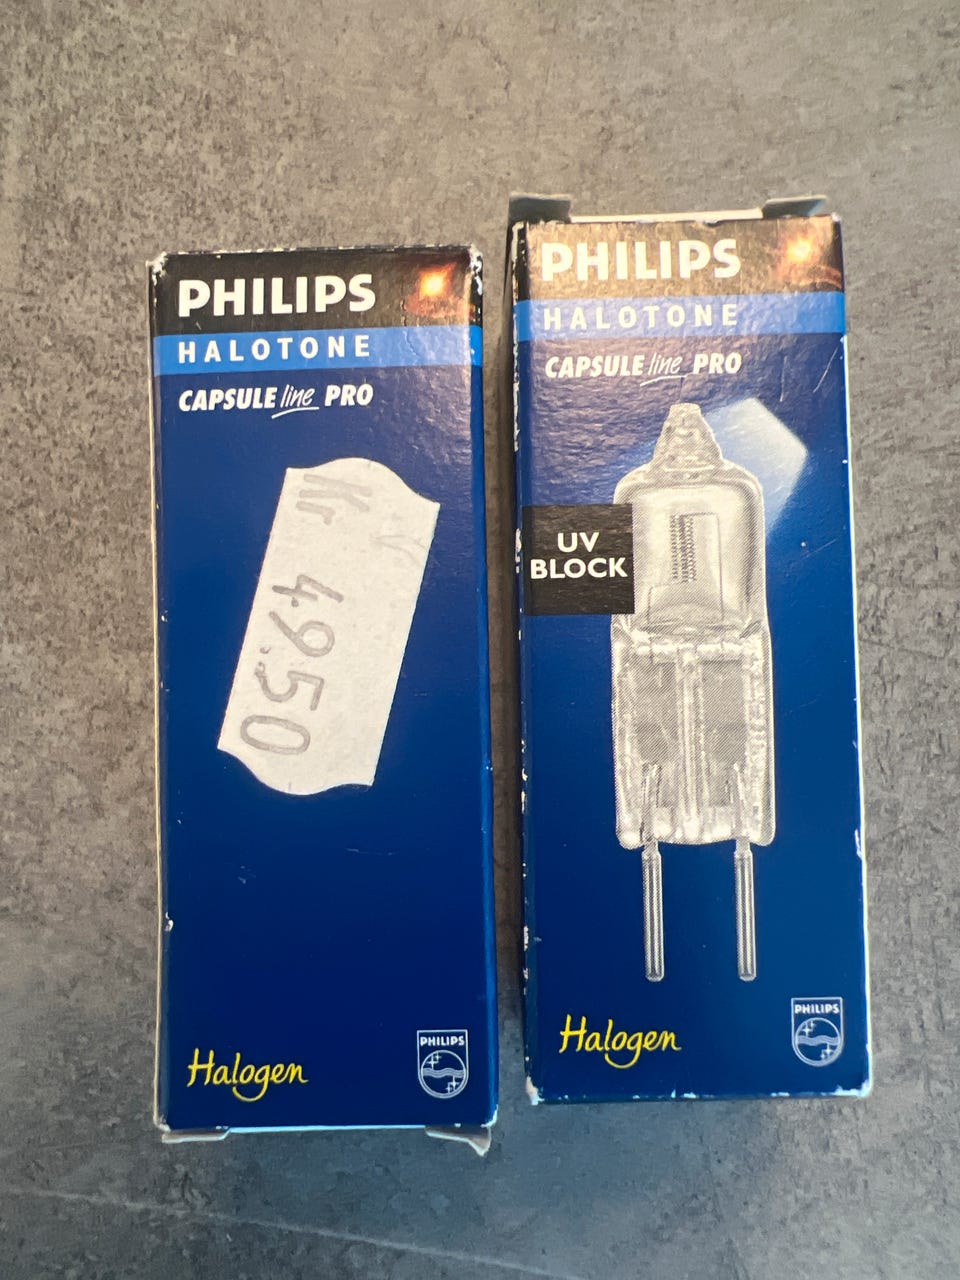 PHILIPS
HALOTONE
CAPSULE line PRO
Kr 49.50
Halogen
PHILIPS
PHILIPS
HALOTONE
CAPSULE line PRO
UV
BLOCK
Halogen
PHILIPS